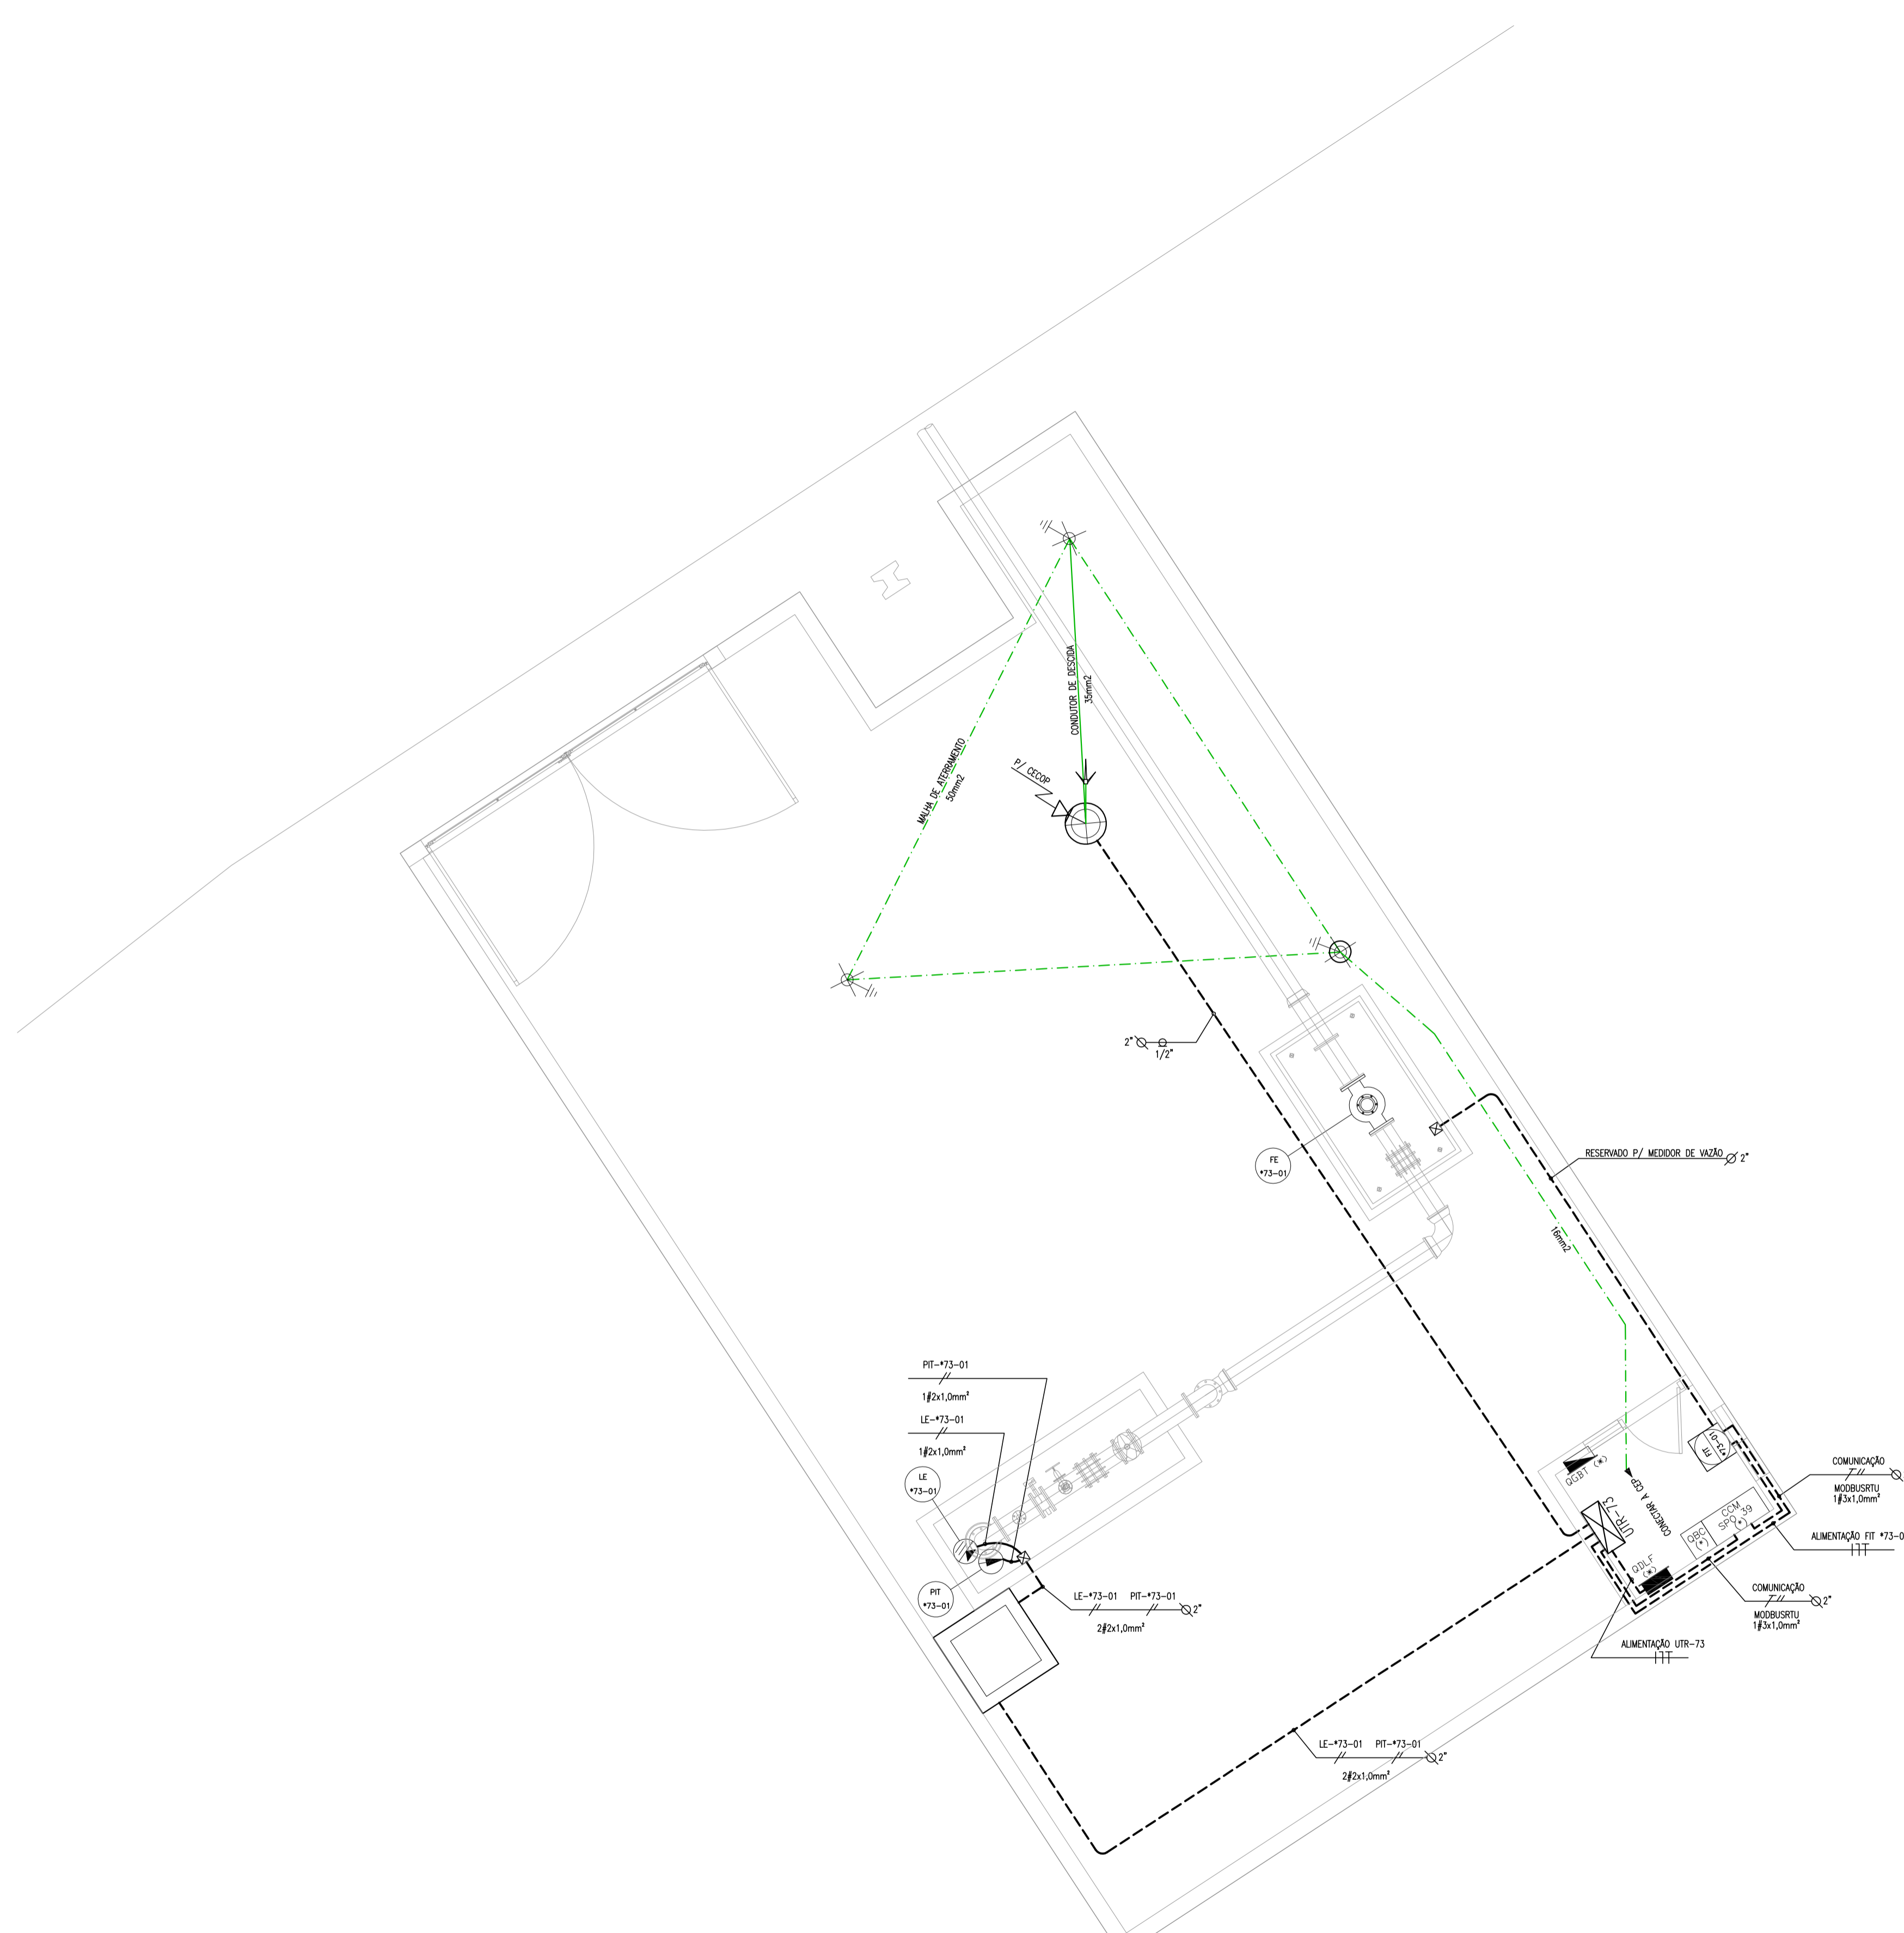 CONDUTOR DE DESCIDA
35mm2
MALHA DE ATERRAMENTO
50mm2
P/ CECOP
2"
1/2"
FE
*73-01
RESERVADO P/ MEDIDOR DE VAZÃO
2"
16mm2
PIT-*73-01
1#2x1,0mm²
LE-*73-01
1#2x1,0mm²
LE
*73-01
PIT
*73-01
LE-*73-01 PIT-*73-01
2"
2#2x1,0mm²
QGBT (*)
FIT
*73-01
CONECTAR A CEP
UTR-73
CCM
SPO 39
(*)
QBC
(*)
QDLF
(*)
COMUNICAÇÃO
MODBUSRTU
1#3x1,0mm²
ALIMENTAÇÃO FIT *73-0
COMUNICAÇÃO
2"
MODBUSRTU
1#3x1,0mm²
ALIMENTAÇÃO UTR-73
LE-*73-01 PIT-*73-01
2"
2#2x1,0mm²